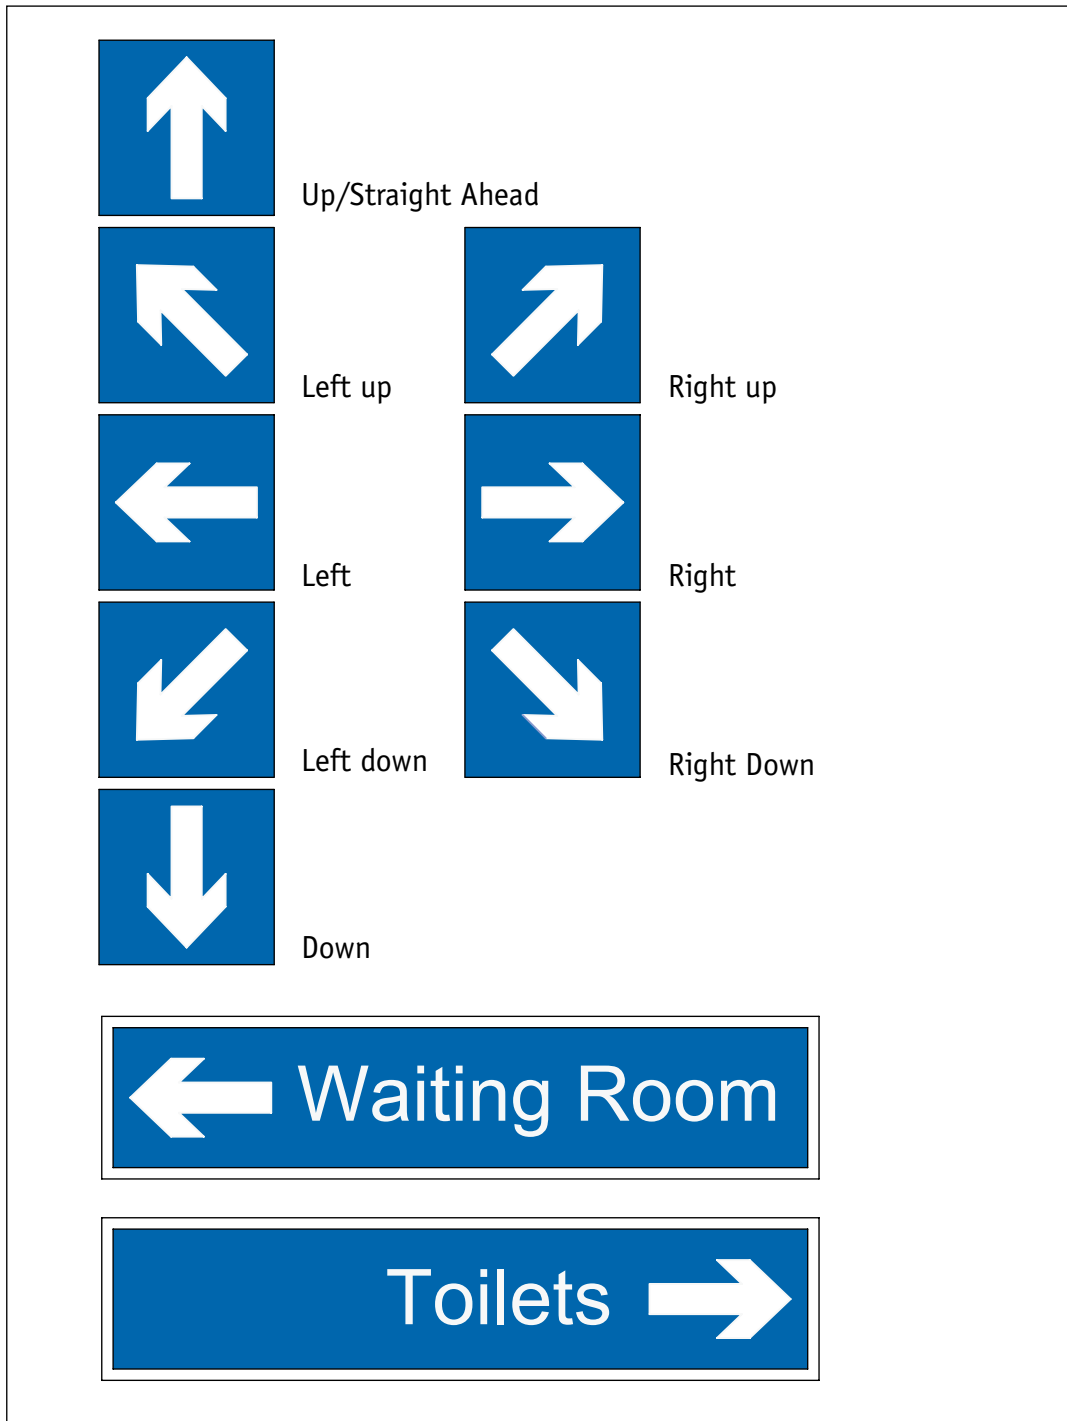 Up/Straight Ahead
Left up
Right up
Left
Right
Left down
Right Down
Down
Waiting Room
Toilets